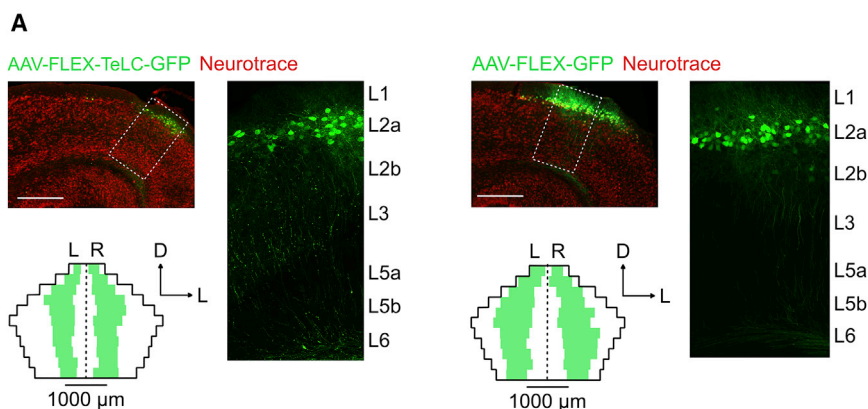 A
AAV-FLEX-TeLC-GFP Neurotrace
L1
L2a
L2b
L3
L5a
L5b
L6
L R
D
L
1000 µm
AAV-FLEX-GFP Neurotrace
L1
L2a
L2b
L3
L5a
L5b
L6
L R
D
L
1000 µm